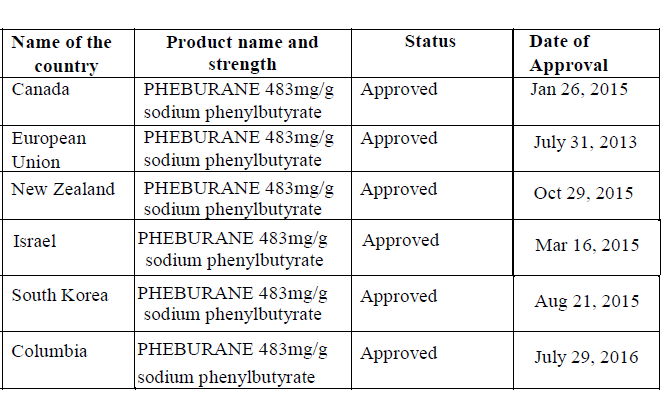 Name of the country Product name and strength Status Date of Approval
Canada PHEBURANE 483mg/g sodium phenylbutyrate Approved Jan 26, 2015
European Union PHEBURANE 483mg/g sodium phenylbutyrate Approved July 31, 2013
New Zealand PHEBURANE 483mg/g sodium phenylbutyrate Approved Oct 29, 2015
Israel PHEBURANE 483mg/g sodium phenylbutyrate Approved Mar 16, 2015
South Korea PHEBURANE 483mg/g sodium phenylbutyrate Approved Aug 21, 2015
Columbia PHEBURANE 483mg/g sodium phenylbutyrate Approved July 29, 2016